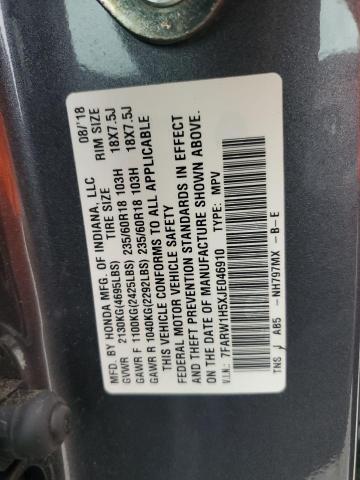 MFD. BY HONDA MFG. OF INDIANA, LLC 08/'18
TIRE SIZE RIM SIZE
GVWR 2130KG(4695LBS)
GAWR F 1100KG(2425LBS) 235/60R18 103H 18X7.5J
GAWR R 1040KG(2292LBS) 235/60R18 103H 18X7.5J
THIS VEHICLE CONFORMS TO ALL APPLICABLE
FEDERAL MOTOR VEHICLE SAFETY
AND THEFT PREVENTION STANDARDS IN EFFECT
ON THE DATE OF MANUFACTURE SHOWN ABOVE.
V.I.N.: 7FARW1H5XJE046910 TYPE: MPV
TNS J AB5 -NH797MX -B-E